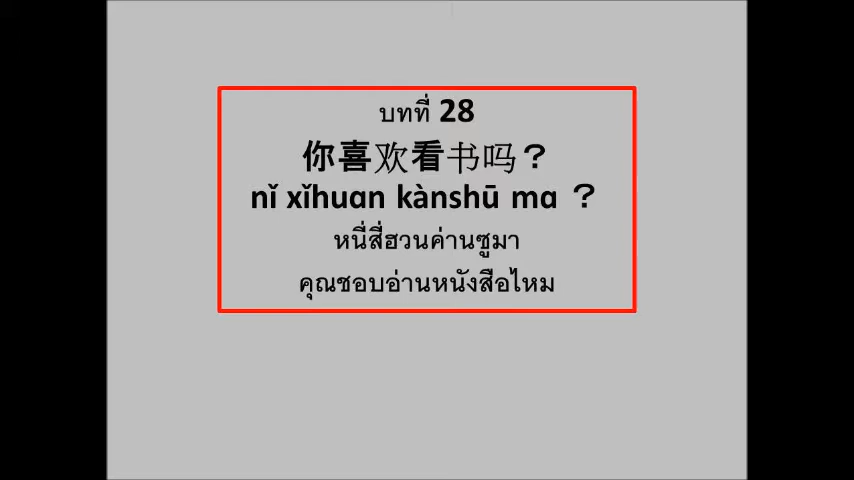 บทที่ 28
你喜欢看书吗？
nǐ xǐhuɑn kànshū mɑ ？
หนี่สี่ฮวนค่านซูมา
คุณชอบอ่านหนังสือไหม